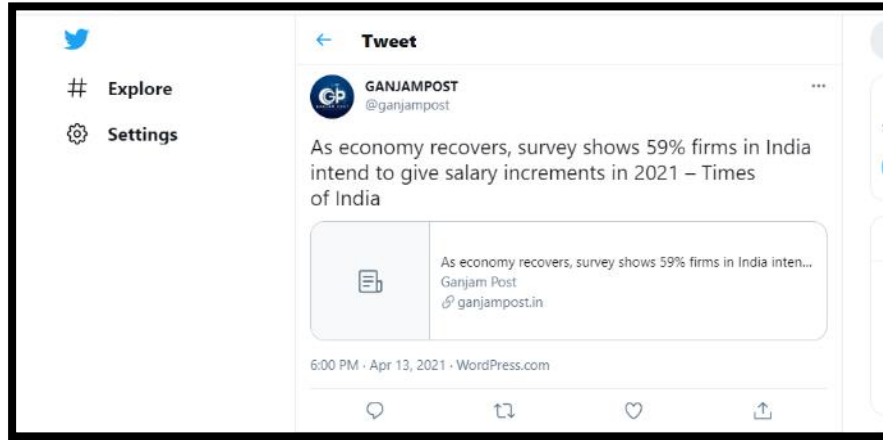 Tweet
Explore
Settings
GANJAMPOST
@ganjampost
As economy recovers, survey shows 59% firms in India
intend to give salary increments in 2021 – Times
of India
As economy recovers, survey shows 59% firms in India inten...
Ganjam Post
ganjampost.in
6:00 PM · Apr 13, 2021 · WordPress.com